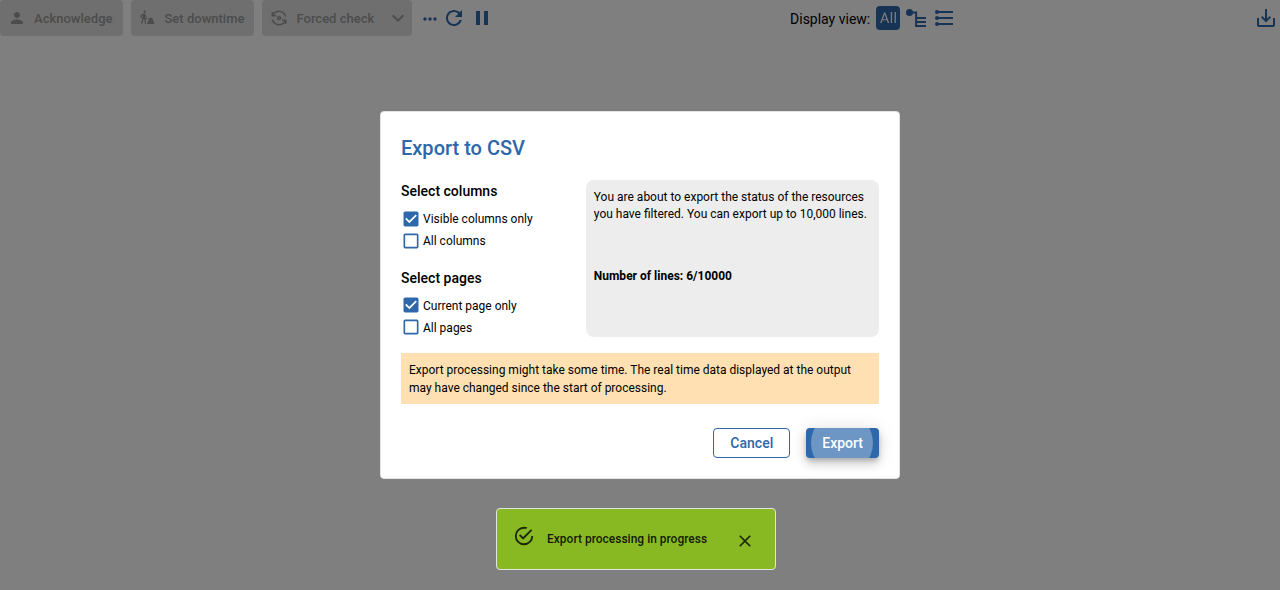 Acknowledge Set downtime Forced check Display view: All
Export to CSV
Select columns
Visible columns only
All columns
Select pages
Current page only
All pages
You are about to export the status of the resources
you have filtered. You can export up to 10,000 lines.
Number of lines: 6/10000
Export processing might take some time. The real time data displayed at the output
may have changed since the start of processing.
Cancel Export
Export processing in progress